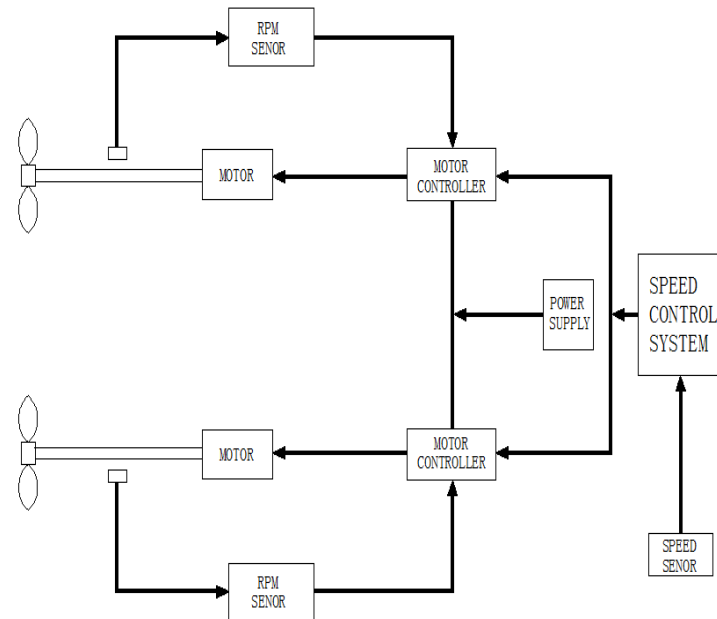 RPM
SENOR
MOTOR
MOTOR
CONTROLLER
POWER
SUPPLY
SPEED
CONTROL
SYSTEM
MOTOR
MOTOR
CONTROLLER
SPEED
SENOR
RPM
SENOR